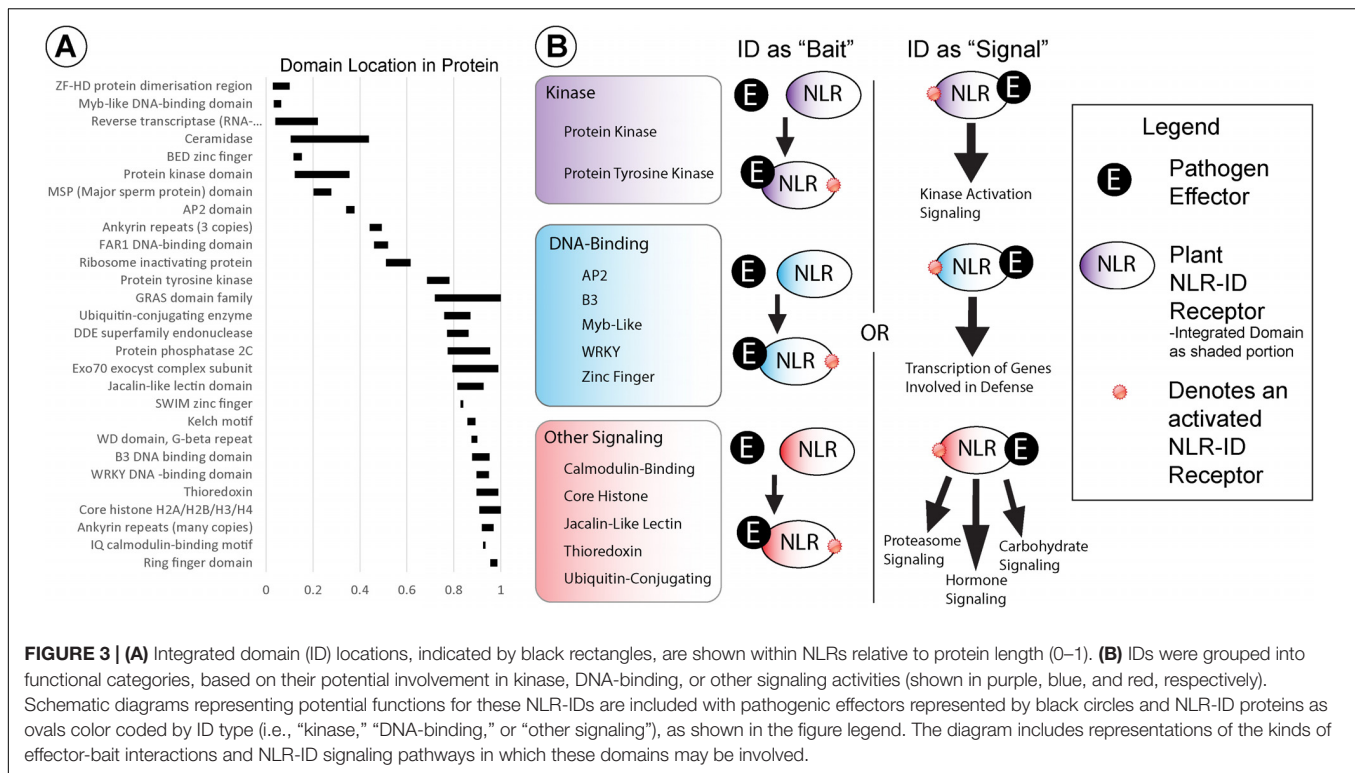 A
Domain Location in Protein
ZF-HD protein dimerisation region
Myb-like DNA-binding domain
Reverse transcriptase (RNA-...
Ceramidase
BED zinc finger
Protein kinase domain
MSP (Major sperm protein) domain
AP2 domain
Ankyrin repeats (3 copies)
FAR1 DNA-binding domain
Ribosome inactivating protein
Protein tyrosine kinase
GRAS domain family
Ubiquitin-conjugating enzyme
DDE superfamily endonuclease
Protein phosphatase 2C
Exo70 exocyst complex subunit
Jacalin-like lectin domain
SWIM zinc finger
Kelch motif
WD domain, G-beta repeat
B3 DNA binding domain
WRKY DNA -binding domain
Thioredoxin
Core histone H2A/H2B/H3/H4
Ankyrin repeats (many copies)
IQ calmodulin-binding motif
Ring finger domain
0 0.2 0.4 0.6 0.8 1
B
ID as “Bait”
ID as “Signal”
Kinase
Protein Kinase
Protein Tyrosine Kinase
E NLR
E NLR
NLR E
Kinase Activation
Signaling
DNA-Binding
AP2
B3
Myb-Like
WRKY
Zinc Finger
E NLR
E NLR
OR
NLR E
Transcription of Genes
Involved in Defense
Other Signaling
Calmodulin-Binding
Core Histone
Jacalin-Like Lectin
Thioredoxin
Ubiquitin-Conjugating
E NLR
E NLR
NLR E
Proteasome
Signaling
Hormone
Signaling
Carbohydrate
Signaling
Legend
E Pathogen
Effector
NLR Plant
NLR-ID
Receptor
-Integrated Domain
as shaded portion
Denotes an
activated
NLR-ID
Receptor
FIGURE 3 | (A) Integrated domain (ID) locations, indicated by black rectangles, are shown within NLRs relative to protein length (0–1). (B) IDs were grouped into
functional categories, based on their potential involvement in kinase, DNA-binding, or other signaling activities (shown in purple, blue, and red, respectively).
Schematic diagrams representing potential functions for these NLR-IDs are included with pathogenic effectors represented by black circles and NLR-ID proteins as
ovals color coded by ID type (i.e., “kinase,” “DNA-binding,” or “other signaling”), as shown in the figure legend. The diagram includes representations of the kinds of
effector-bait interactions and NLR-ID signaling pathways in which these domains may be involved.